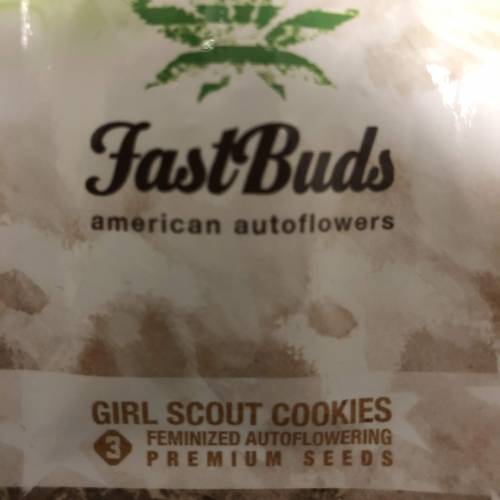 FastBuds
american autoflowers
GIRL SCOUT COOKIES
3 FEMINIZED AUTOFLOWERING
PREMIUM SEEDS